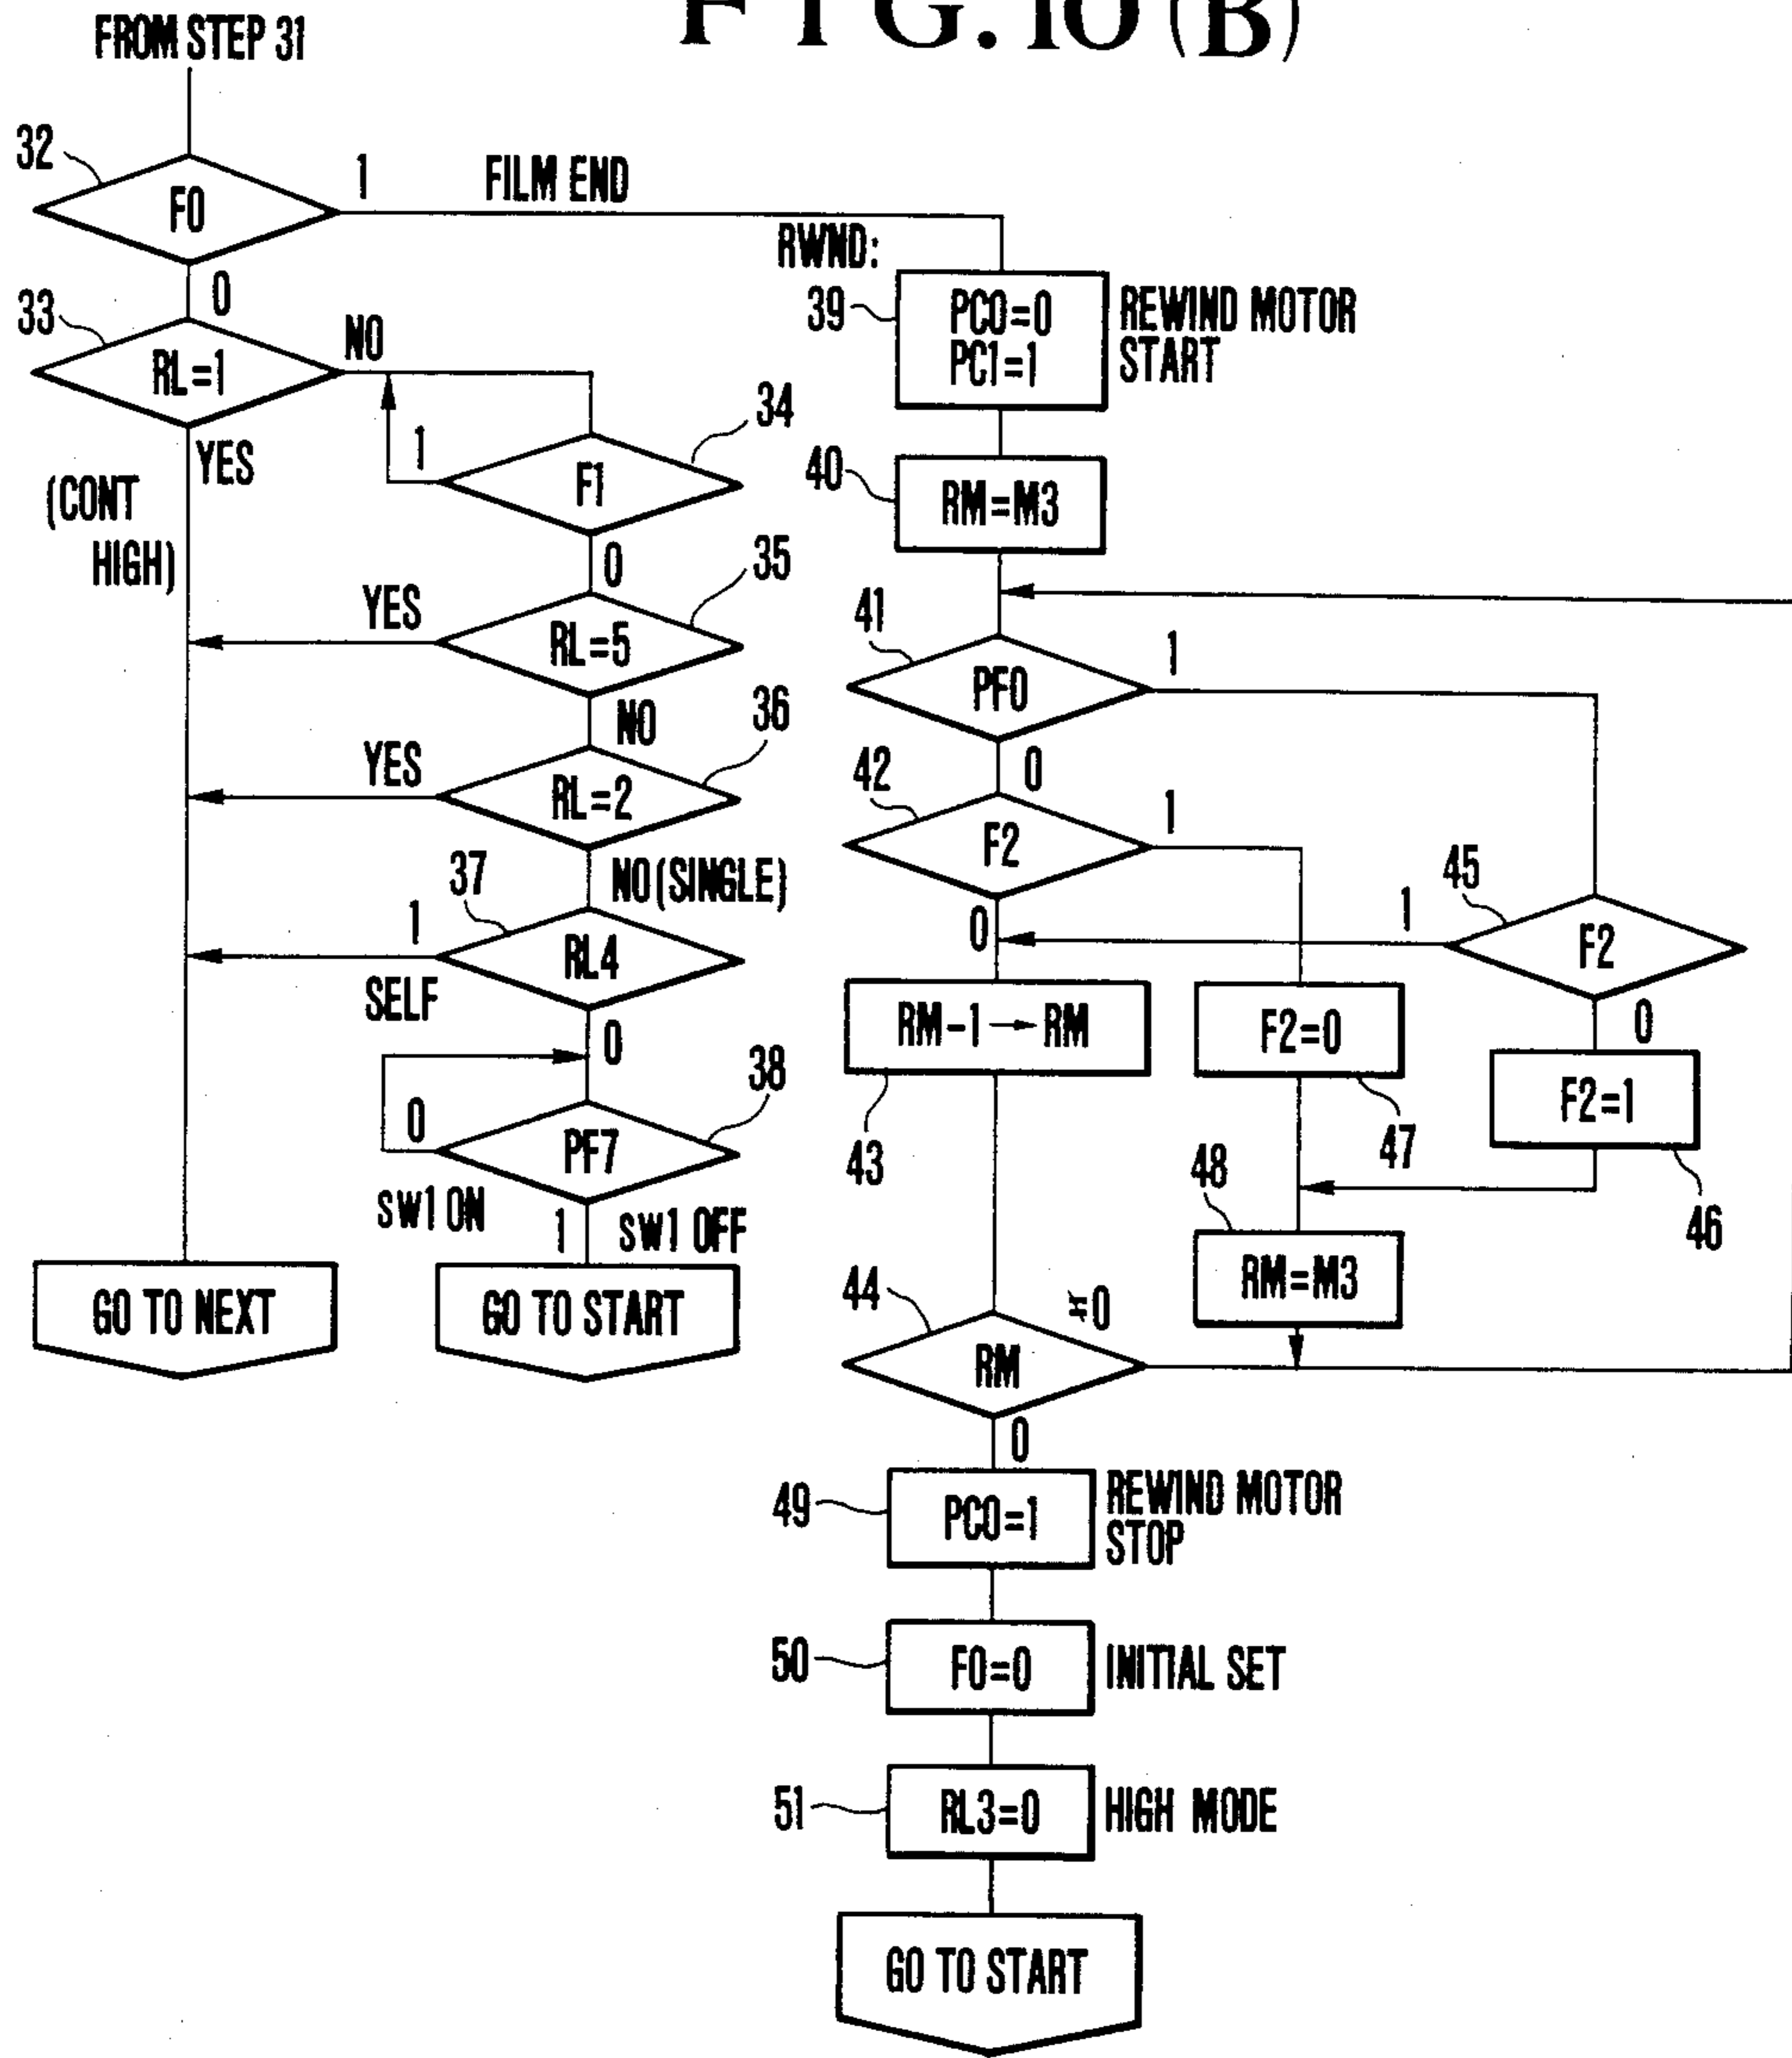 FIG. 10 (B)
FROM STEP 31
32
F0
1
FILM END
0
33
RL=1
NO
YES
(CONT
HIGH)
34
F1
1
0
35
RL=5
YES
NO
36
RL=2
YES
NO (SINGLE)
37
RL4
1
SELF
0
38
PF7
0
SW1 ON
1
SW1 OFF
GO TO NEXT
GO TO START
RWND:
39
PC0=0
PC1=1
REWIND MOTOR
START
40
RM=M3
41
PF0
1
0
42
F2
1
0
45
F2
1
0
RM-1→RM
43
F2=0
47
F2=1
46
48
RM=M3
44
RM
≠0
0
49
PC0=1
REWIND MOTOR
STOP
50
F0=0
INITIAL SET
51
RL3=0
HIGH MODE
GO TO START